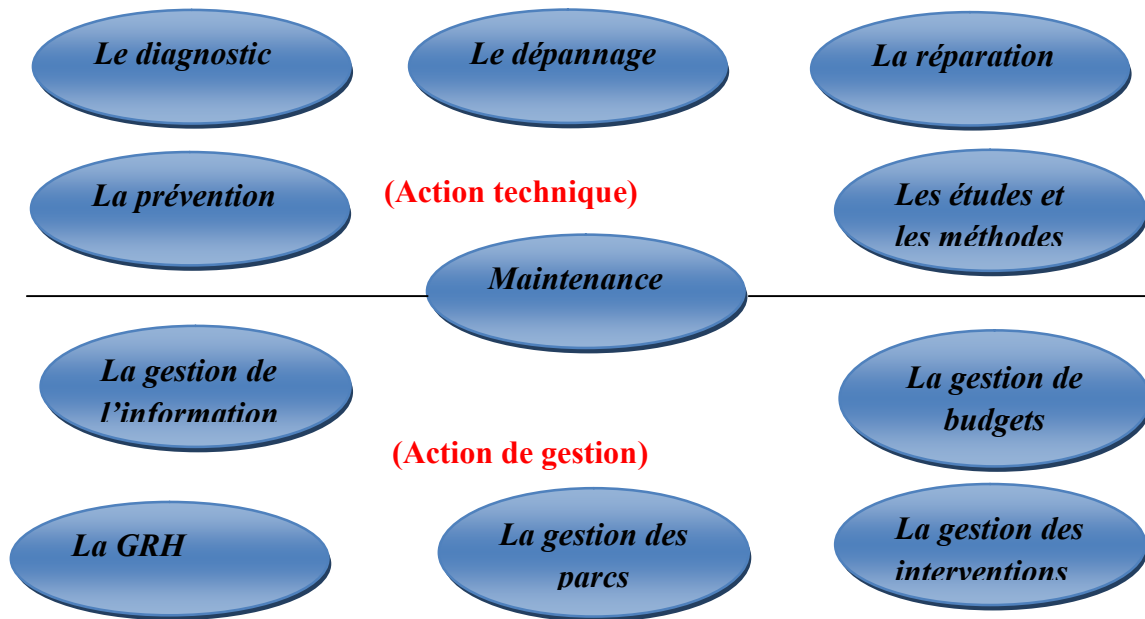 Le diagnostic
Le dépannage
La réparation
La prévention
(Action technique)
Les études et
les méthodes
Maintenance
La gestion de
l'information
La gestion de
budgets
(Action de gestion)
La GRH
La gestion des
parcs
La gestion des
interventions